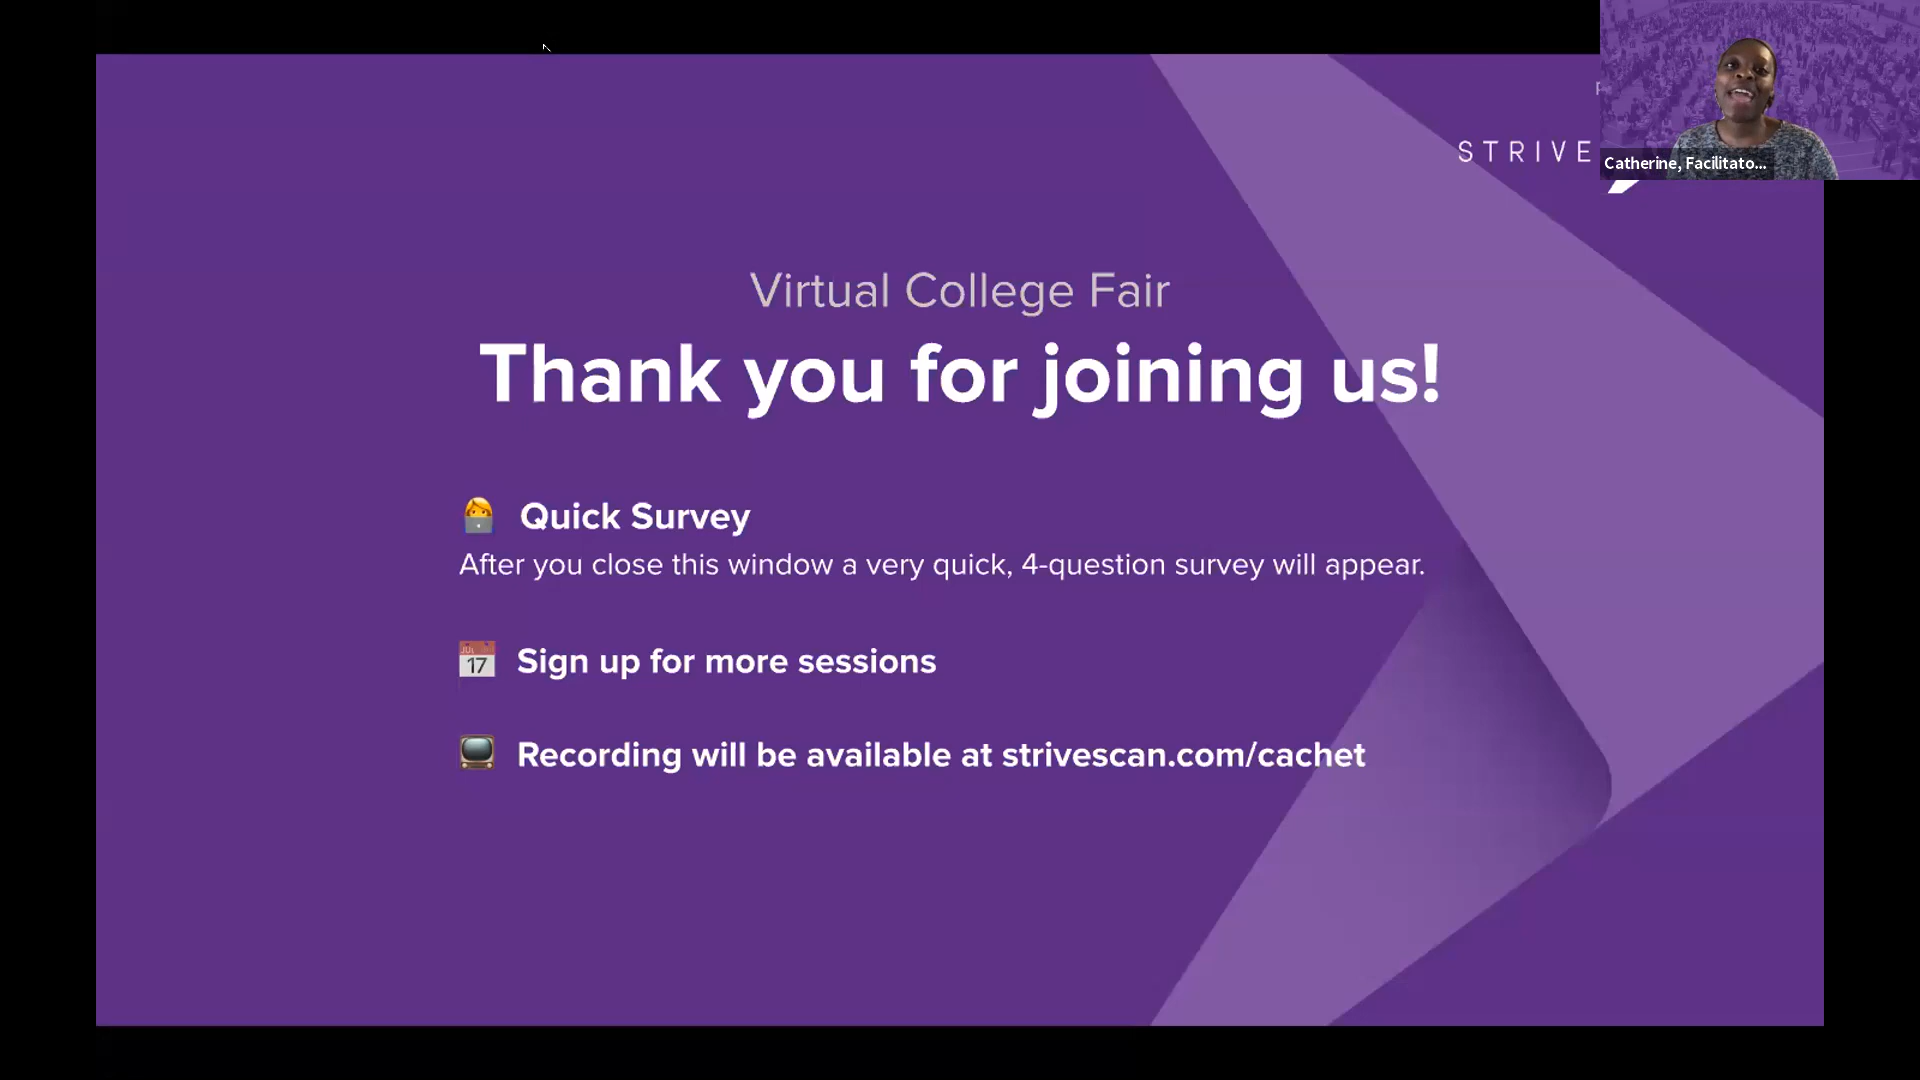 STRIVE
Catherine, Facilitato...
Virtual College Fair
Thank you for joining us!
Quick Survey
After you close this window a very quick, 4-question survey will appear.
JUL
17
Sign up for more sessions
Recording will be available at strivescan.com/cachet